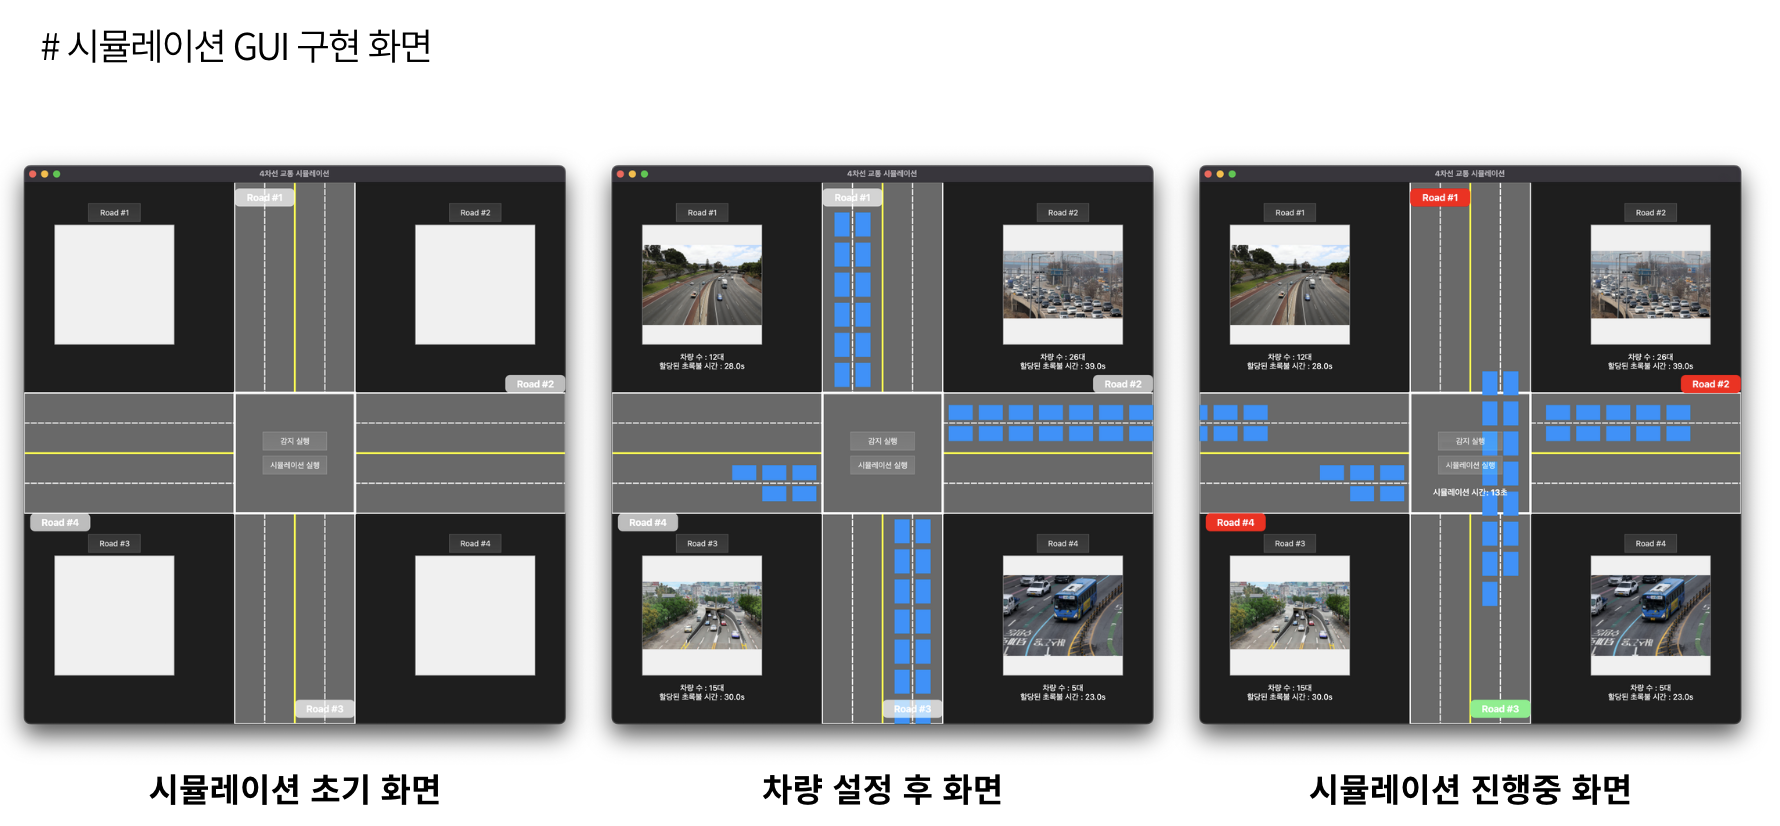 # 시뮬레이션 GUI 구현 화면
4차선 교통 시뮬레이션
Road #1
Road #1
Road #2
Road #2
감지 실행
시뮬레이션 실행
Road #4
Road #3
Road #4
Road #3
시뮬레이션 초기 화면
4차선 교통 시뮬레이션
Road #1
Road #1
Road #2
차량 수 : 12대
할당된 초록불 시간 : 28.0s
차량 수 : 26대
할당된 초록불 시간 : 39.0s
Road #2
감지 실행
시뮬레이션 실행
Road #4
Road #3
Road #4
차량 수 : 15대
할당된 초록불 시간 : 30.0s
차량 수 : 5대
할당된 초록불 시간 : 23.0s
Road #3
차량 설정 후 화면
4차선 교통 시뮬레이션
Road #1
Road #1
Road #2
차량 수 : 12대
할당된 초록불 시간 : 28.0s
차량 수 : 26대
할당된 초록불 시간 : 39.0s
Road #2
감지 실행
시뮬레이션 실행
시뮬레이션 시간: 13초
Road #4
Road #3
Road #4
차량 수 : 15대
할당된 초록불 시간 : 30.0s
차량 수 : 5대
할당된 초록불 시간 : 23.0s
Road #3
시뮬레이션 진행중 화면